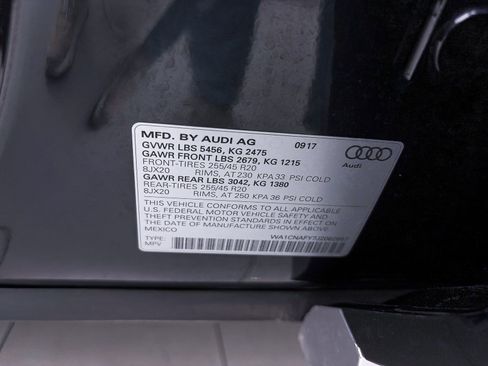 MFD. BY AUDI AG 09'17
GVWR LBS 5456, KG 2475
GAWR FRONT LBS 2679, KG 1215
FRONT-TIRES 255/45 R20
8JX20 RIMS, AT 230 KPA 33 PSI COLD
GAWR REAR LBS 3042, KG 1380
REAR-TIRES 255/45 R20
8JX20 RIMS, AT 250 KPA 36 PSI COLD
THIS VEHICLE CONFORMS TO ALL APPLICABLE
U.S. FEDERAL MOTOR VEHICLE SAFETY AND
THEFT PREVENTION STANDARDS IN EFFECT ON
THE DATE OF MANUFACTURE SHOWN ABOVE.
MEXICO
TYPE:
MPV
Audi